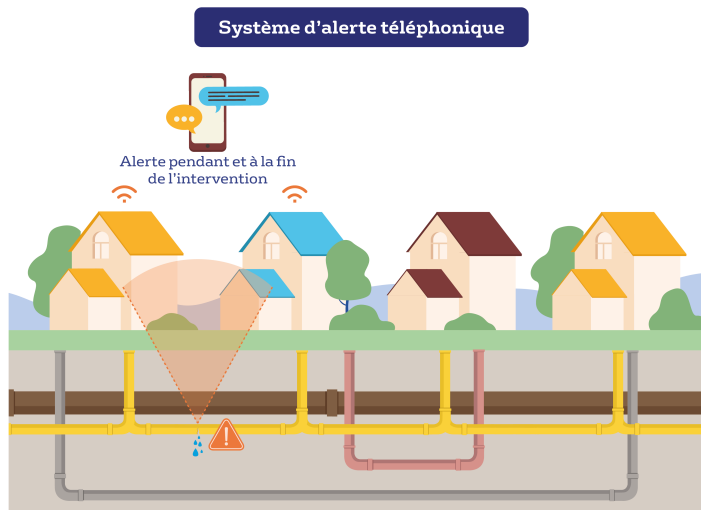 Système d'alerte téléphonique
Alerte pendant et à la fin
de l'intervention
!